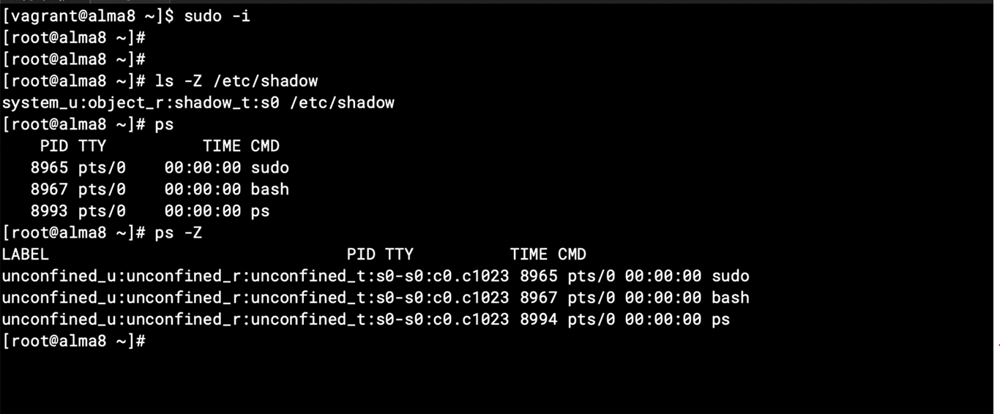 [vagrant@alma8 ~]$ sudo -i
[root@alma8 ~]#
[root@alma8 ~]#
[root@alma8 ~]# ls -Z /etc/shadow
system_u:object_r:shadow_t:s0 /etc/shadow
[root@alma8 ~]# ps
    PID TTY          TIME CMD
   8965 pts/0    00:00:00 sudo
   8967 pts/0    00:00:00 bash
   8993 pts/0    00:00:00 ps
[root@alma8 ~]# ps -Z
LABEL                               PID TTY          TIME CMD
unconfined_u:unconfined_r:unconfined_t:s0-s0:c0.c1023 8965 pts/0 00:00:00 sudo
unconfined_u:unconfined_r:unconfined_t:s0-s0:c0.c1023 8967 pts/0 00:00:00 bash
unconfined_u:unconfined_r:unconfined_t:s0-s0:c0.c1023 8994 pts/0 00:00:00 ps
[root@alma8 ~]#